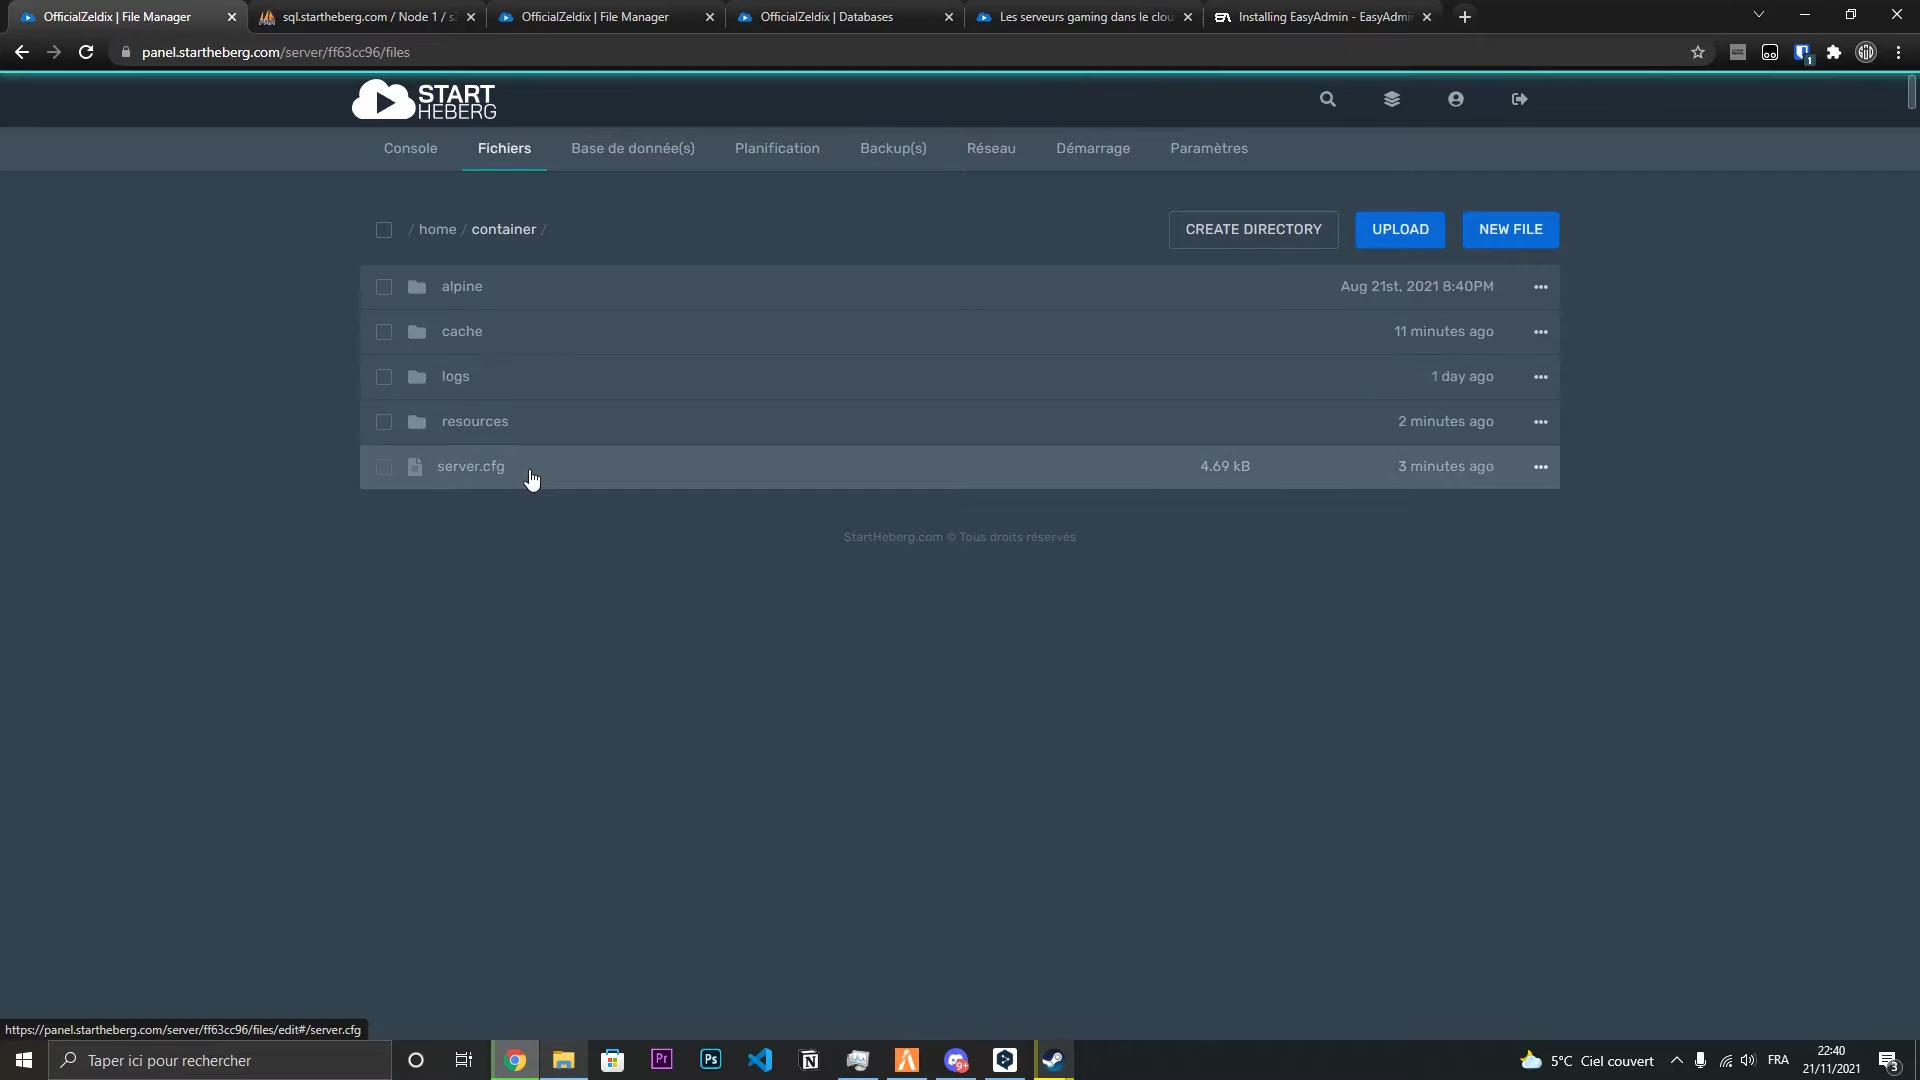 OfficialZeldix | File Manager
sql.startheberg.com / Node 1 / s
OfficialZeldix | File Manager
OfficialZeldix | Databases
Les serveurs gaming dans le clou
Installing EasyAdmin - EasyAdmi
panel.startheberg.com/server/ff63cc96/files
1
START
HEBERG
Console
Fichiers
Base de donnée(s)
Planification
Backup(s)
Réseau
Démarrage
Paramètres
/ home / container /
CREATE DIRECTORY
UPLOAD
NEW FILE
alpine
Aug 21st, 2021 8:40PM
cache
11 minutes ago
logs
1 day ago
resources
2 minutes ago
server.cfg
4.69 kB
3 minutes ago
StartHeberg.com © Tous droits réservés
https://panel.startheberg.com/server/ff63cc96/files/edit#/server.cfg
Taper ici pour rechercher
Pr
Ps
9+
5°C Ciel couvert
FRA
22:40
21/11/2021
3